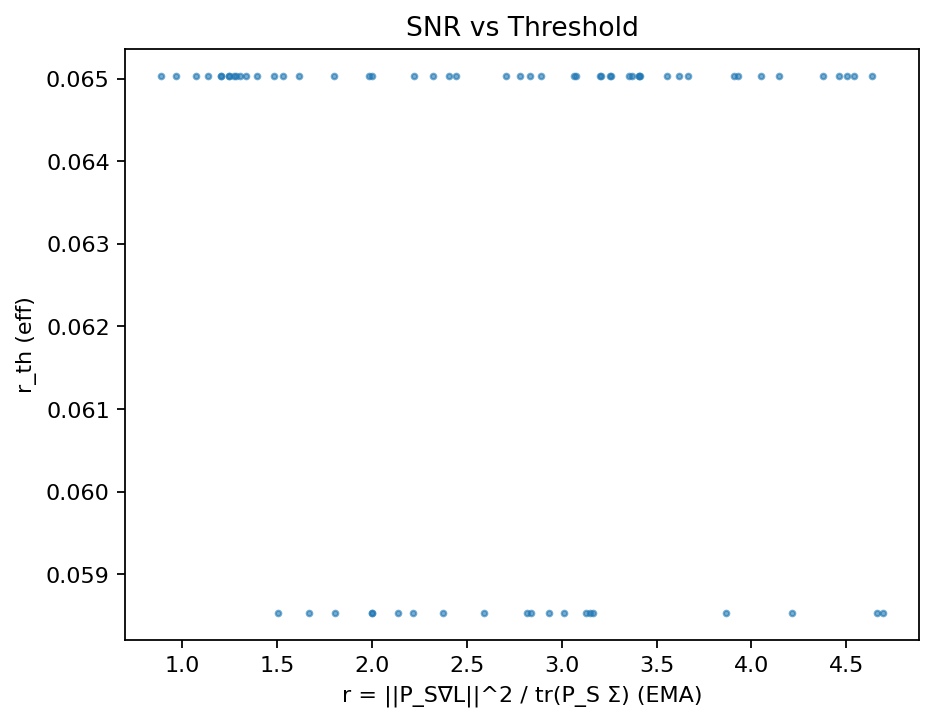 SNR vs Threshold
r_th (eff)
0.065
0.064
0.063
0.062
0.061
0.060
0.059
1.0 1.5 2.0 2.5 3.0 3.5 4.0 4.5
r = ||P_S∇L||^2 / tr(P_S Σ) (EMA)